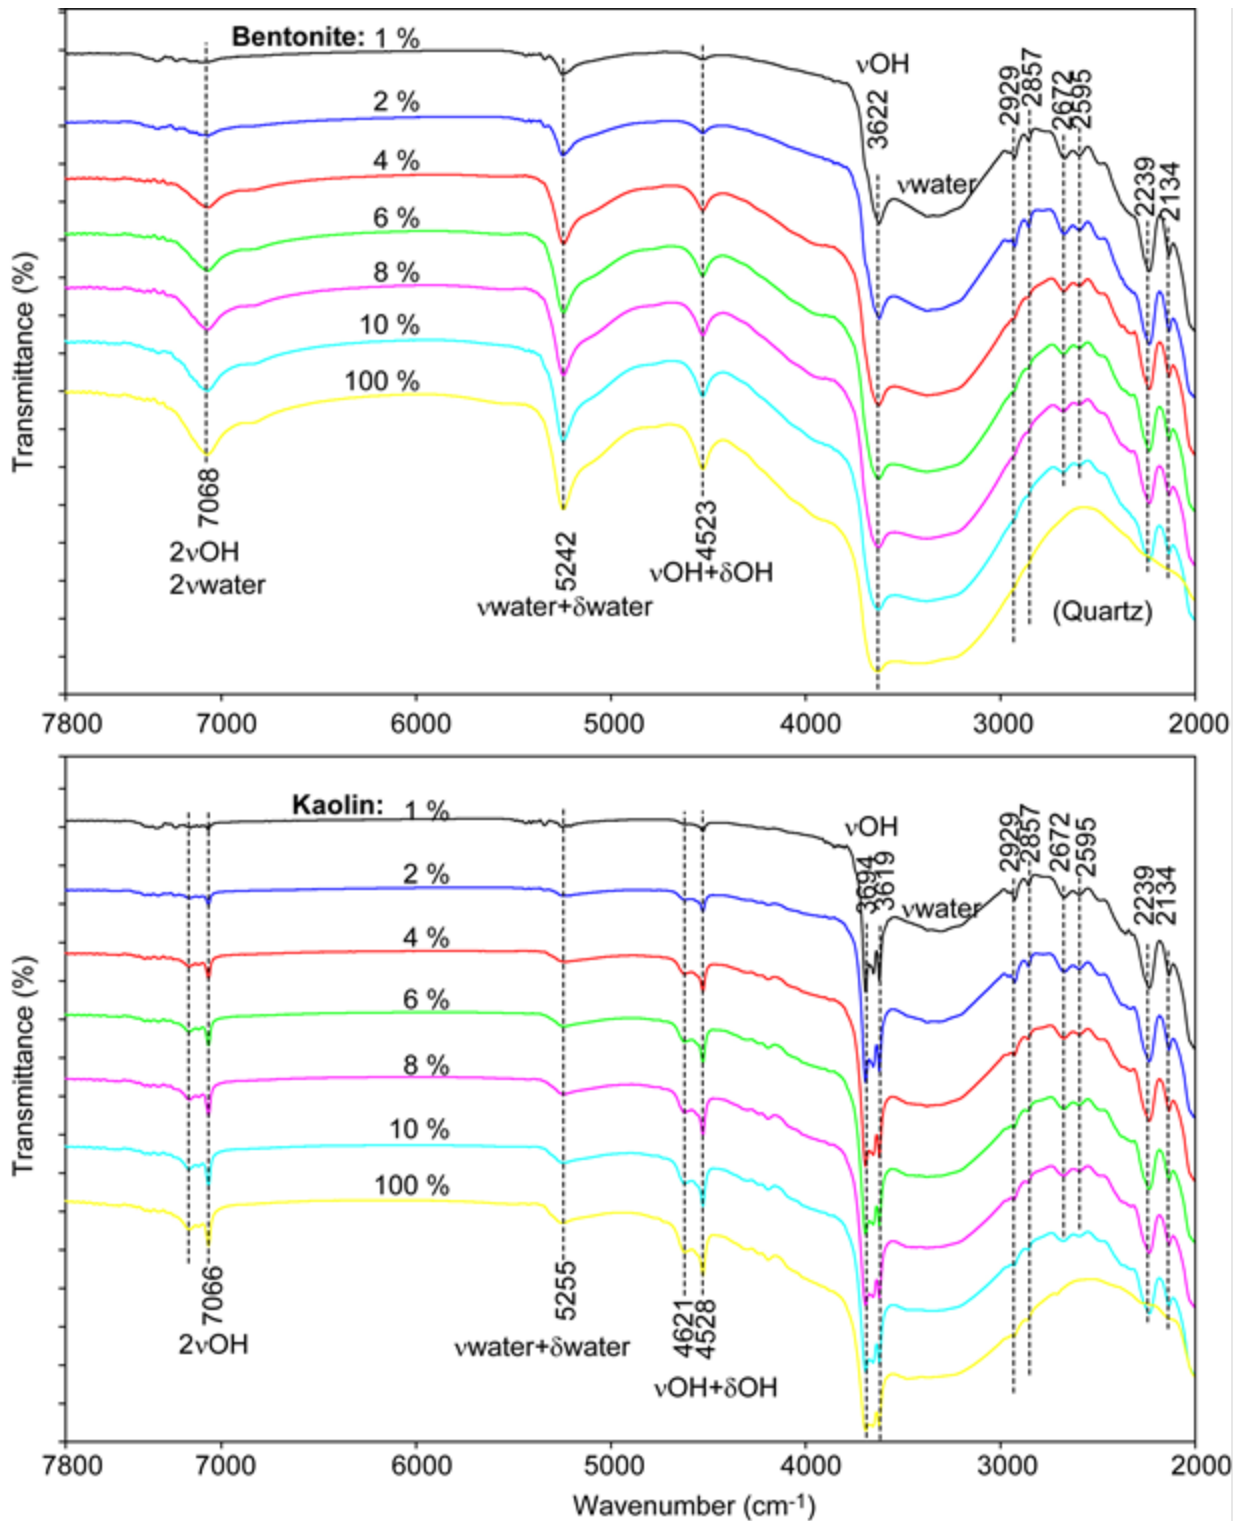 Bentonite: 1 %
2 %
4 %
6 %
8 %
10 %
100 %
νOH
3622
νwater
2929
2857
2672
2595
2239
2134
7068
2νOH
2νwater
5242
νwater+δwater
4523
νOH+δOH
(Quartz)
Transmittance (%)
7800 7000 6000 5000 4000 3000 2000
Kaolin: 1 %
2 %
4 %
6 %
8 %
10 %
100 %
νOH
3694
3619
νwater
2929
2857
2672
2595
2239
2134
7066
2νOH
5255
νwater+δwater
4621
4528
νOH+δOH
Transmittance (%)
7800 7000 6000 5000 4000 3000 2000
Wavenumber (cm-1)